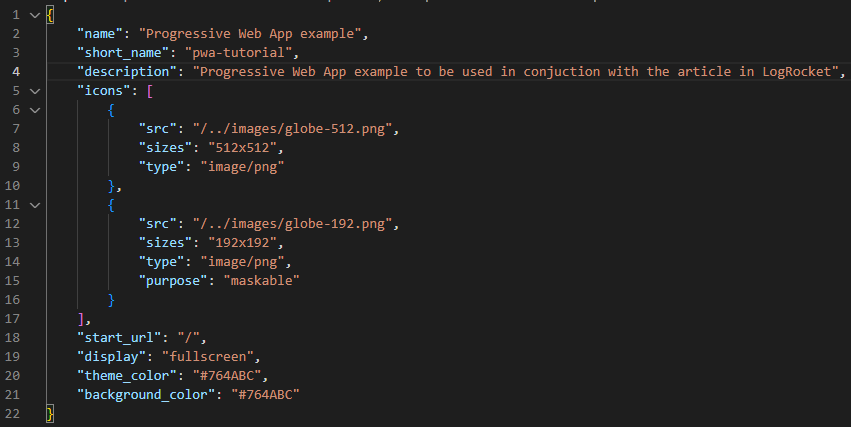 1 {
2 "name": "Progressive Web App example",
3 "short_name": "pwa-tutorial",
4 "description": "Progressive Web App example to be used in conjuction with the article in LogRocket",
5 "icons": [
6 {
7 "src": "/../images/globe-512.png",
8 "sizes": "512x512",
9 "type": "image/png"
10 },
11 {
12 "src": "/../images/globe-192.png",
13 "sizes": "192x192",
14 "type": "image/png",
15 "purpose": "maskable"
16 }
17 ],
18 "start_url": "/",
19 "display": "fullscreen",
20 "theme_color": "#764ABC",
21 "background_color": "#764ABC"
22 }